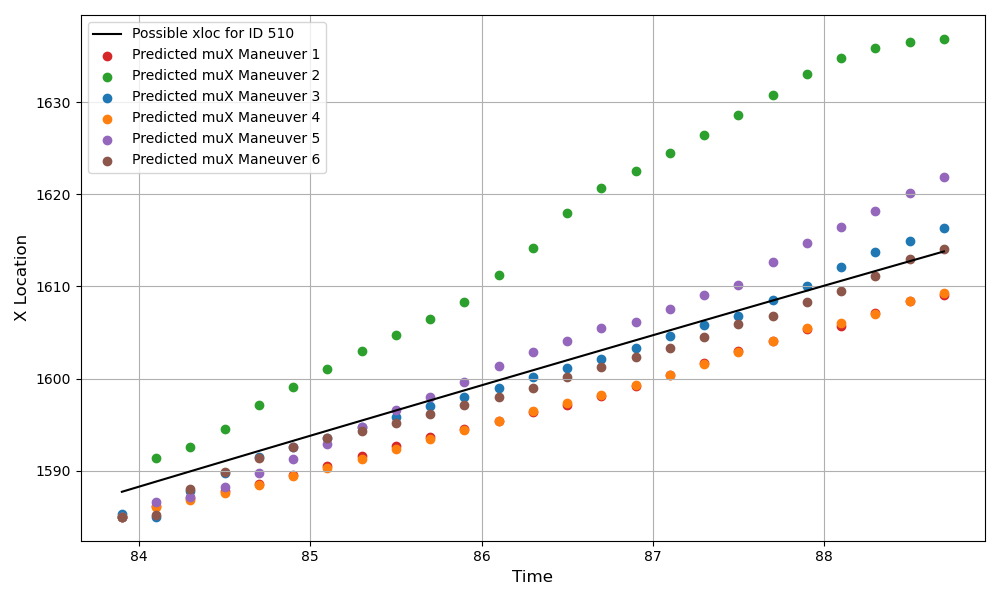 Possible xloc for ID 510
Predicted muX Maneuver 1
Predicted muX Maneuver 2
Predicted muX Maneuver 3
Predicted muX Maneuver 4
Predicted muX Maneuver 5
Predicted muX Maneuver 6
X Location
1630
1620
1610
1600
1590
84 85 86 87 88
Time